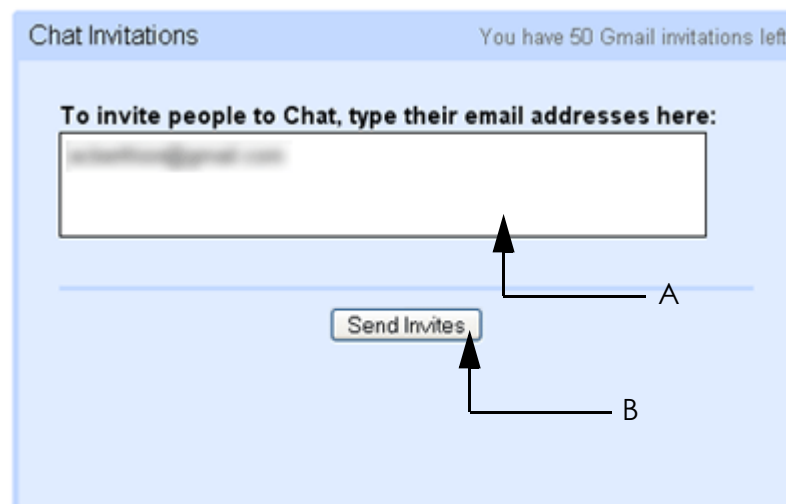 Chat Invitations
You have 50 Gmail invitations left
To invite people to Chat, type their email addresses here:
A
Send Invites
B